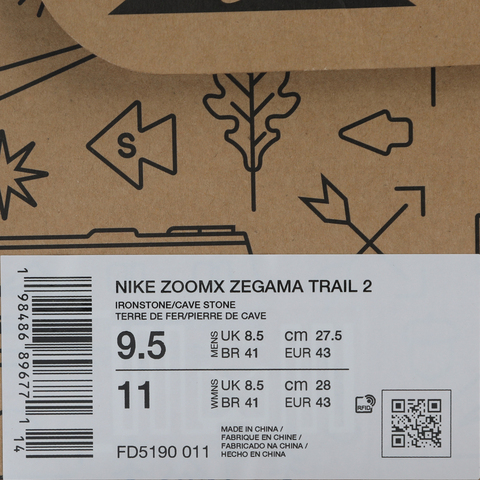 S
NIKE ZOOMX ZEGAMA TRAIL 2
IRONSTONE/CAVE STONE
TERRE DE FER/PIERRE DE CAVE
9.5 MENS UK 8.5 cm 27.5
BR 41 EUR 43
11 WMNS UK 8.5 cm 28
BR 41 EUR 43
RFID
FD5190 011
MADE IN CHINA /
FABRIQUE EN CHINE /
FABRICADO NA CHINA /
HECHO EN CHINA
1 98486 89677 1 14